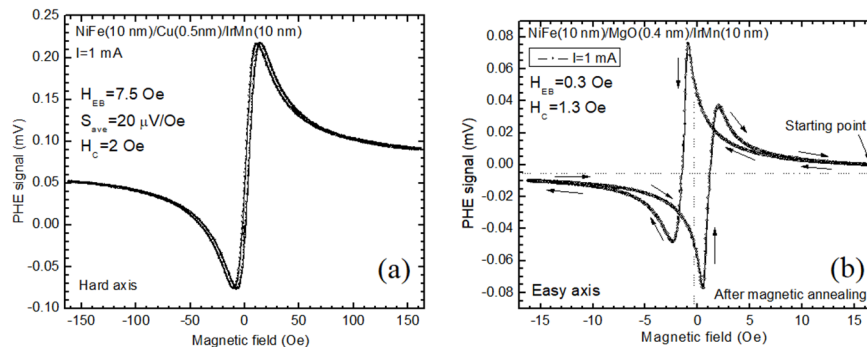 NiFe(10 nm)/Cu(0.5nm)/IrMn(10 nm)
I=1 mA
H_EB=7.5 Oe
S_ave=20 μV/Oe
H_C=2 Oe
(a)
Hard axis
PHE signal (mV)
0.25
0.20
0.15
0.10
0.05
0.00
-0.05
-0.10
-150 -100 -50 0 50 100 150
Magnetic field (Oe)
NiFe(10 nm)/MgO(0.4 nm)/IrMn(10 nm)
I=1 mA
H_EB=0.3 Oe
H_C=1.3 Oe
Starting point
(b)
Easy axis
After magnetic annealing
PHE signal (mV)
0.08
0.06
0.04
0.02
0.00
-0.02
-0.04
-0.06
-0.08
-15 -10 -5 0 5 10 15
Magnetic field (Oe)